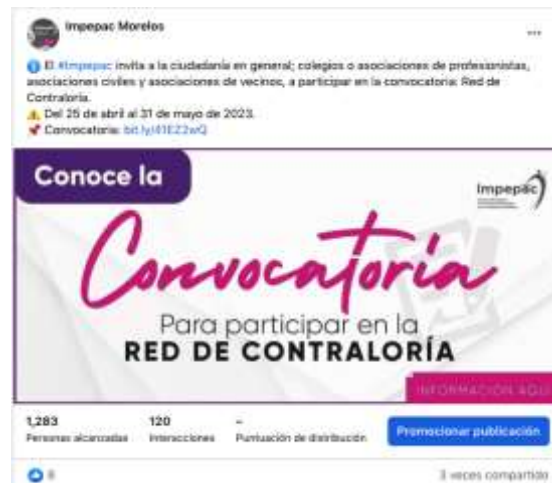 Impepac Morelos
El #Impepac invita a la ciudadanía en general; colegios o asociaciones de profesionistas,
asociaciones civiles y asociaciones de vecinos, a participar en la convocatoria: Red de
Contraloría.
Del 25 de abril al 31 de mayo de 2023.
Convocatoria: bit.ly/41EZ2wQ
Conoce la
impepac
Convocatoria
Para participar en la
RED DE CONTRALORÍA
INFORMACIÓN AQUÍ
1,283 120 -
Personas alcanzadas Interacciones Puntuación de distribución Promocionar publicación
8 3 veces compartido